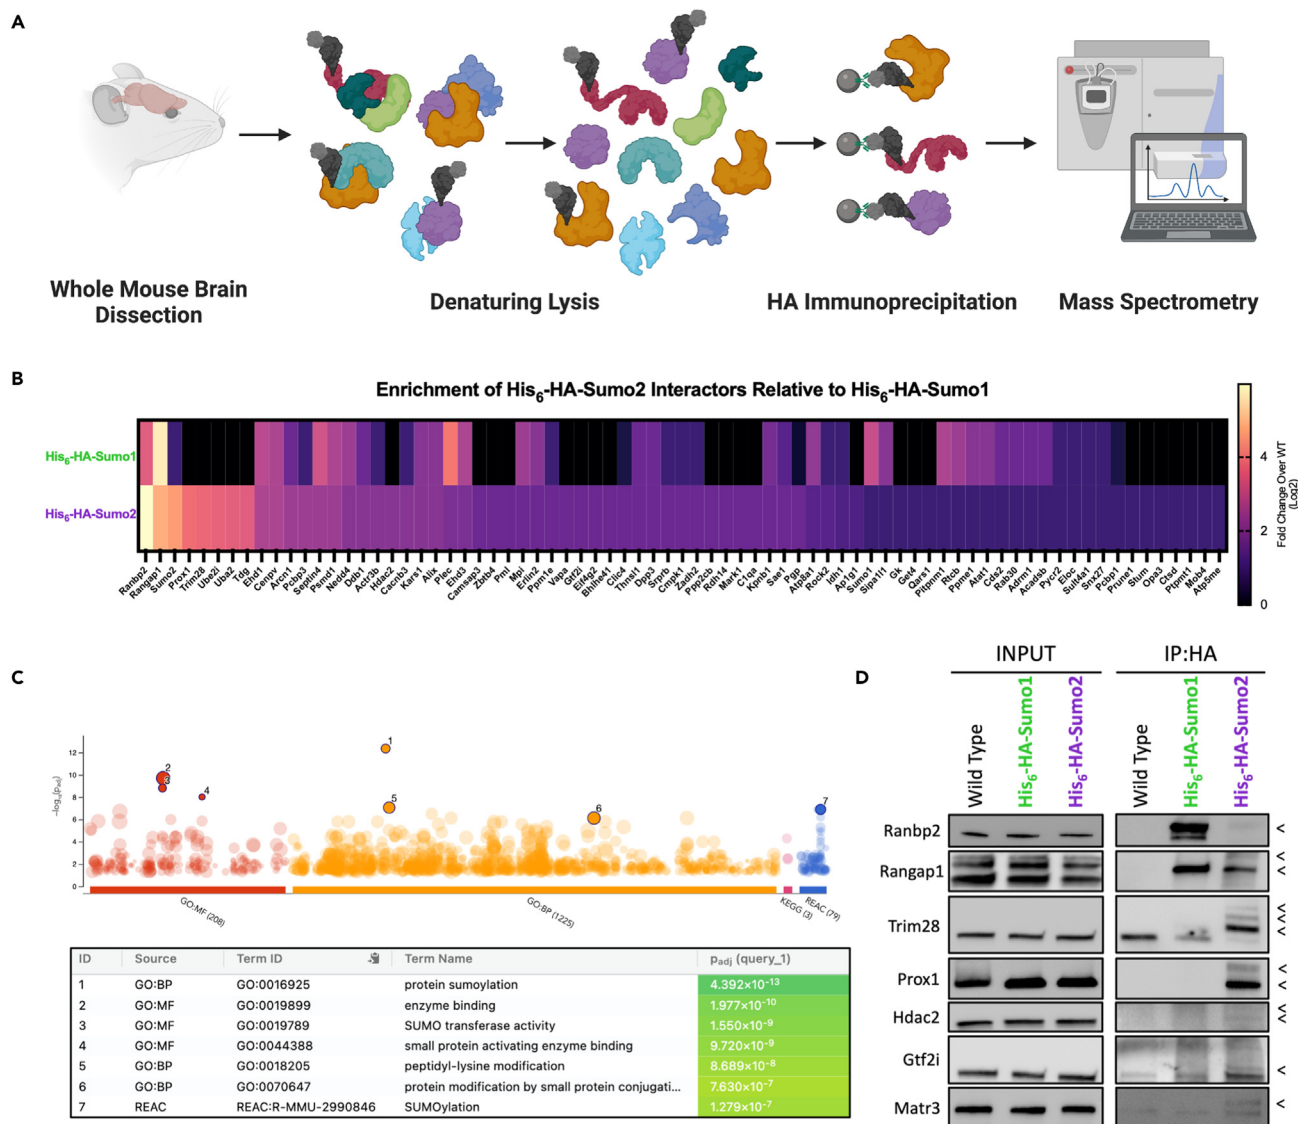 A
Whole Mouse Brain
Dissection
Denaturing Lysis
HA Immunoprecipitation
Mass Spectrometry
B
Enrichment of His6-HA-Sumo2 Interactors Relative to His6-HA-Sumo1
His6-HA-Sumo1
His6-HA-Sumo2
4
2
0
Fold Change Over WT
(Log2)
Ranbp2
Rangap1
Sumo2
Prox1
Trim28
Ube2i
Uba2
Tdg
Ehd1
Cenpv
Arcn1
Pcbp3
Septin4
Psmd1
Nedd4
Ddb1
Actr3b
Hdac2
Cacnb3
Kars1
Alix
Plec
Ehd3
Camsap3
Zbtb4
Pml
Mpi
Erlin2
Ppm1e
Vapa
Gtf2i
Eif4g2
Bhlhe41
Clic4
Thnsl1
Dpp3
Srprb
Cmpk1
Zadh2
Ppp2cb
Rdh14
Mark1
C1qa
Kpnb1
Sae1
Pgp
Atp8a1
Rock2
Idh1
Ap1g1
Sumo1
Sipa1l1
Gk
Get4
Qars1
Pitpnm1
Rtcb
Ppme1
Atat1
Cds2
Rab30
Adrm1
Acadsb
Pycr2
Eloc
Sult4a1
Snx27
Pcbp1
Prune1
Slum
Opa3
Ctsd
Ptpmt1
Mob4
Atp5me
C
−log10(padj)
12
10
8
6
4
2
0
1
2
3
4
5
6
7
GO:MF (208)
GO:BP (1225)
KEGG (3)
REAC (79)
ID Source Term ID Term Name padj (query_1)
1 GO:BP GO:0016925 protein sumoylation 4.392×10-13
2 GO:MF GO:0019899 enzyme binding 1.977×10-10
3 GO:MF GO:0019789 SUMO transferase activity 1.550×10-9
4 GO:MF GO:0044388 small protein activating enzyme binding 9.720×10-9
5 GO:BP GO:0018205 peptidyl-lysine modification 8.689×10-8
6 GO:BP GO:0070647 protein modification by small protein conjugati... 7.630×10-7
7 REAC REAC:R-MMU-2990846 SUMOylation 1.279×10-7
D
INPUT
IP:HA
Wild Type
His6-HA-Sumo1
His6-HA-Sumo2
Wild Type
His6-HA-Sumo1
His6-HA-Sumo2
Ranbp2 <
Rangap1 < <
Trim28 < < <
Prox1 < <
Hdac2 < <
Gtf2i <
Matr3 <